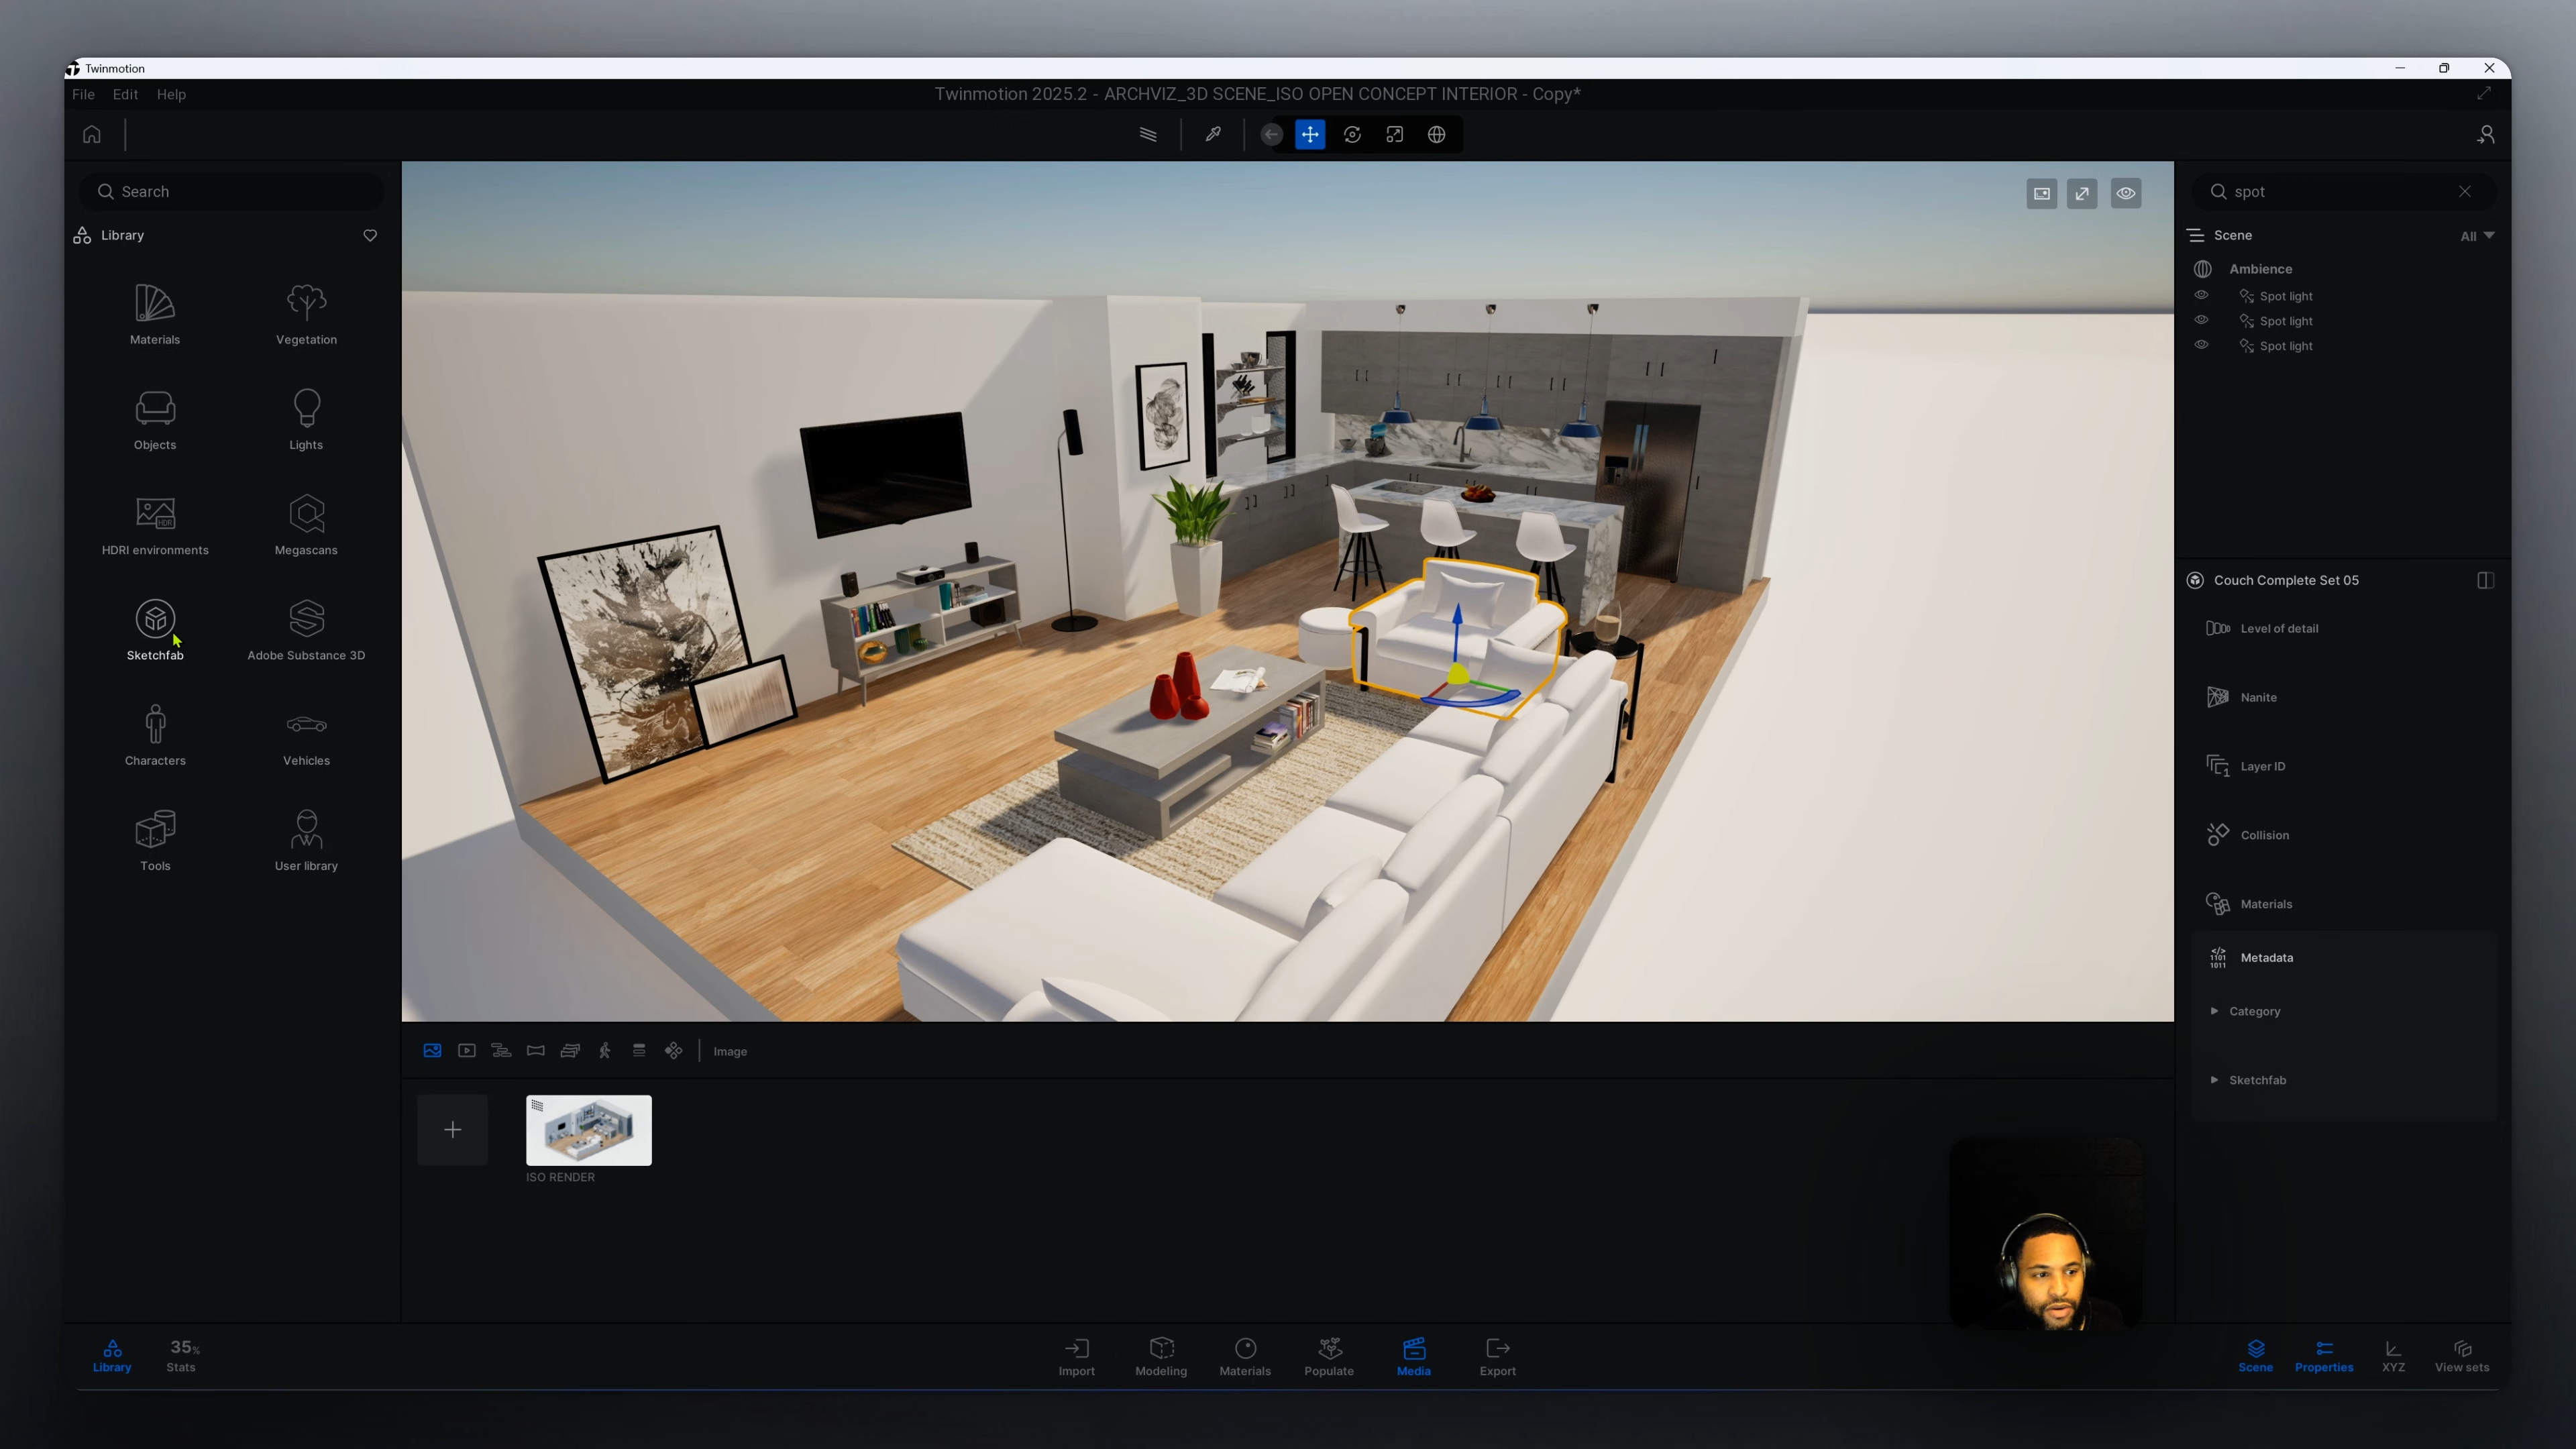 Twinmotion
File Edit Help
Twinmotion 2025.2 - ARCHVIZ_3D SCENE_ISO OPEN CONCEPT INTERIOR - Copy*
Search
Library
Materials
Vegetation
Objects
Lights
HDR
HDRI environments
Megascans
Sketchfab
Adobe Substance 3D
Characters
Vehicles
Tools
User library
spot
Scene
All
Ambience
Spot light
Spot light
Spot light
Couch Complete Set 05
Level of detail
Nanite
Layer ID
Collision
Materials
Metadata
Category
Sketchfab
Image
ISO RENDER
Library
35%
Stats
Import
Modeling
Materials
Populate
Media
Export
Scene
Properties
XYZ
View sets